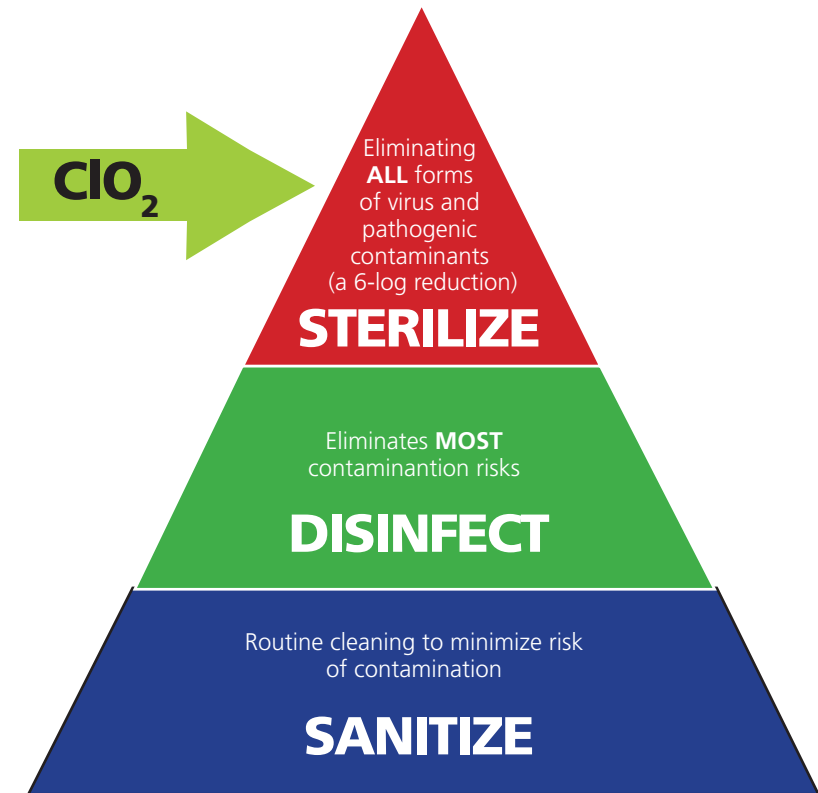 ClO₂
Eliminating
ALL forms
of virus and
pathogenic
contaminants
(a 6-log reduction)
STERILIZE
Eliminates MOST
contaminantion risks
DISINFECT
Routine cleaning to minimize risk
of contamination
SANITIZE